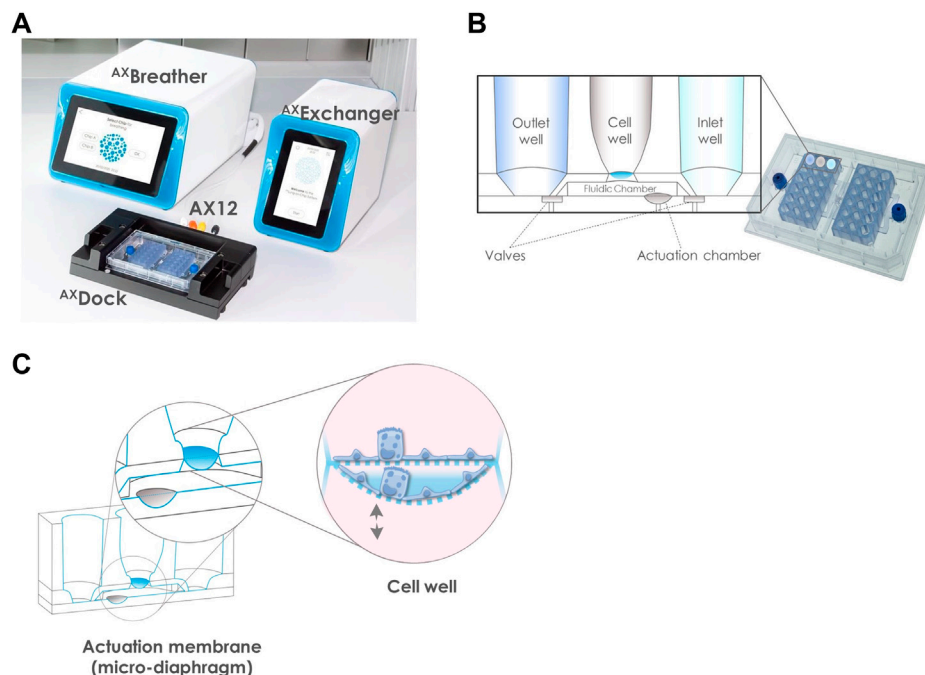 A
AXBreather
AXExchanger
AX12
AXDock
B
Outlet
well
Cell
well
Inlet
well
Fluidic Chamber
Valves
Actuation chamber
C
Cell well
Actuation membrane
(micro-diaphragm)